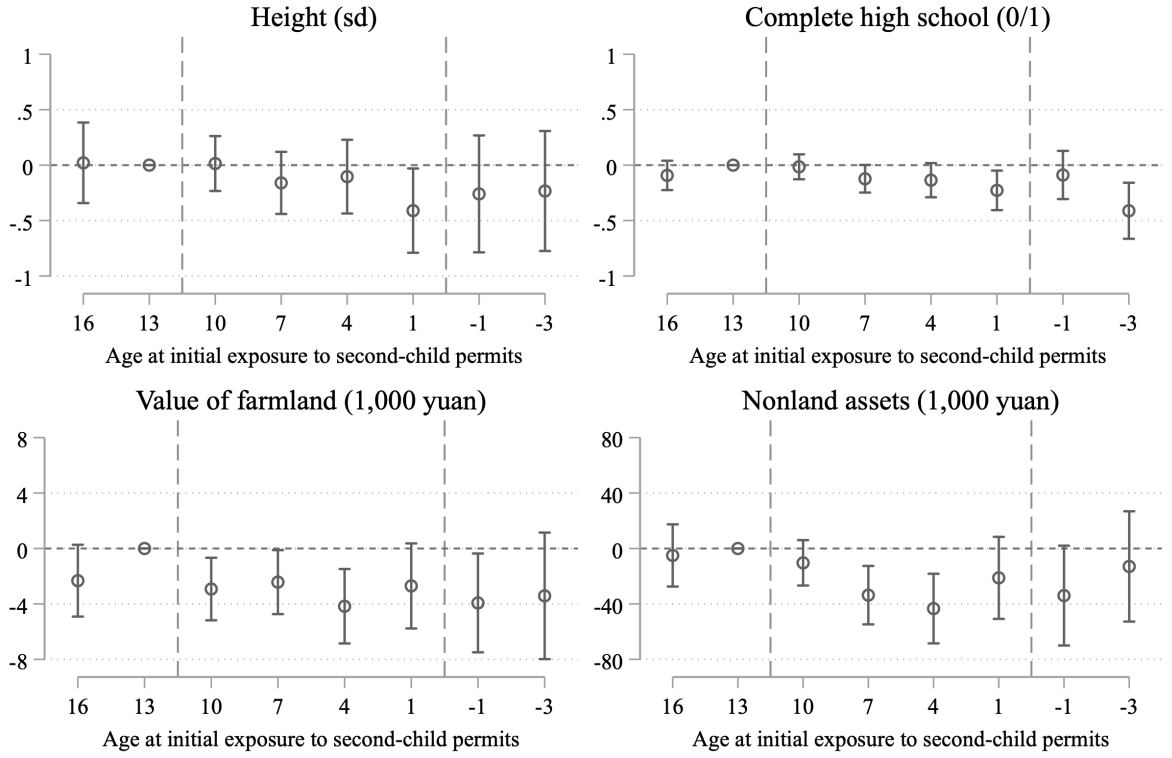 Height (sd)
1
.5
0
-.5
-1
16 13 10 7 4 1 -1 -3
Age at initial exposure to second-child permits
Complete high school (0/1)
1
.5
0
-.5
-1
16 13 10 7 4 1 -1 -3
Age at initial exposure to second-child permits
Value of farmland (1,000 yuan)
8
4
0
-4
-8
16 13 10 7 4 1 -1 -3
Age at initial exposure to second-child permits
Nonland assets (1,000 yuan)
80
40
0
-40
-80
16 13 10 7 4 1 -1 -3
Age at initial exposure to second-child permits